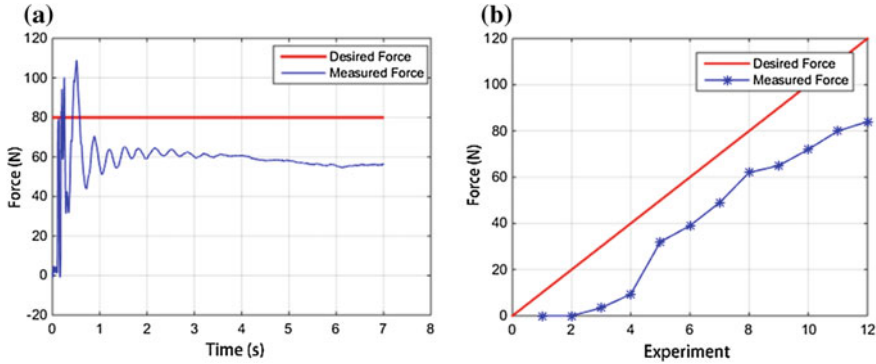 (a)
120
100
80
60
40
20
0
-20
0 1 2 3 4 5 6 7 8
Force (N)
Time (s)
Desired Force
Measured Force
(b)
120
100
80
60
40
20
0
0 2 4 6 8 10 12
Force (N)
Experiment
Desired Force
Measured Force